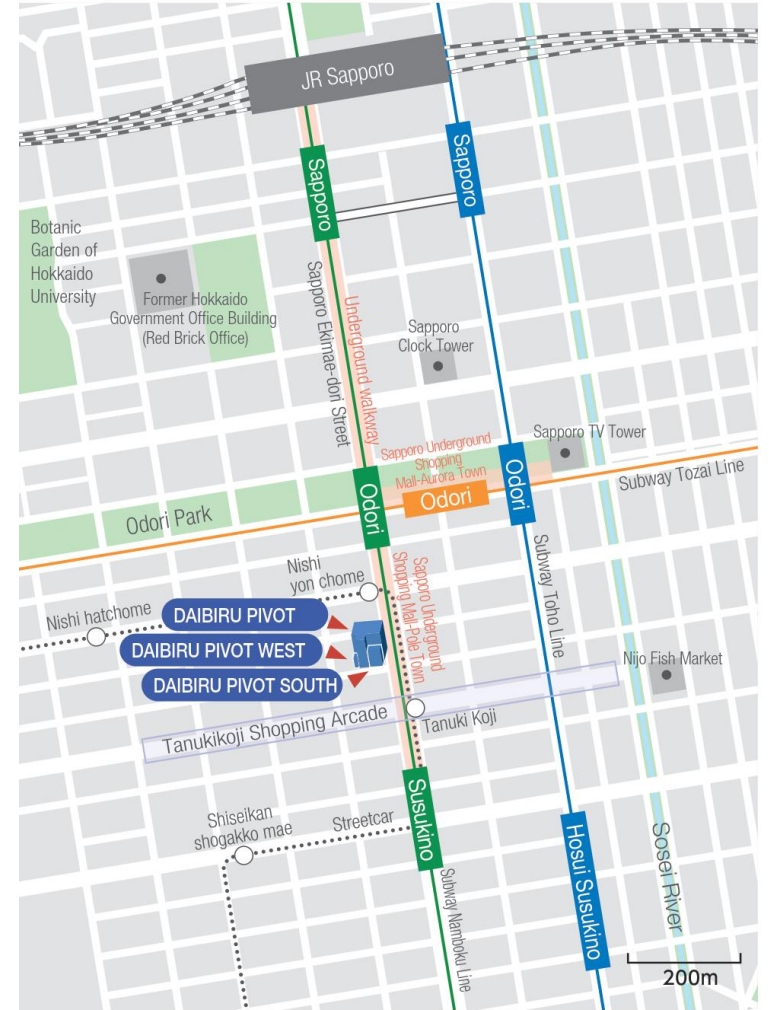 JR Sapporo
Sapporo
Sapporo
Botanic
Garden of
Hokkaido
University
Former Hokkaido
Government Office Building
(Red Brick Office)
Sapporo Ekimae-dori Street
Underground walkway
Sapporo
Clock Tower
Sapporo Underground
Shopping
Mall-Aurora Town
Sapporo TV Tower
Odori
Odori
Odori
Subway Tozai Line
Odori Park
Nishi
yon chome
Nishi hatchome
DAIBIRU PIVOT
DAIBIRU PIVOT WEST
DAIBIRU PIVOT SOUTH
Sapporo Underground
Shopping Mall-Pole Town
Subway Toho Line
Nijo Fish Market
Tanukikoji Shopping Arcade
Tanuki Koji
Susukino
Shiseikan
shogakko mae
Streetcar
Subway Namboku Line
Hosui Susukino
Sosei River
200m